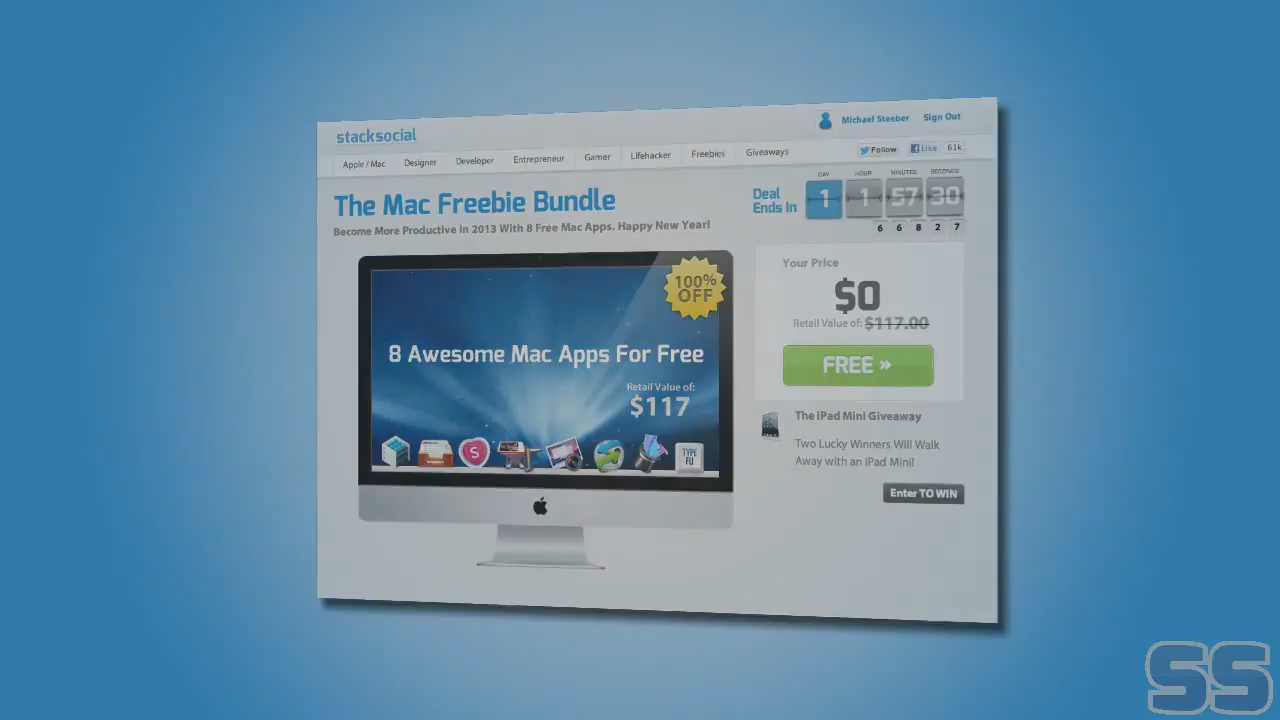 stacksocial
Michael Steeber Sign Out
Apple / Mac Designer Developer Entrepreneur Gamer Lifehacker Freebies Giveaways
Follow Like 61k
The Mac Freebie Bundle
Become More Productive in 2013 With 8 Free Mac Apps. Happy New Year!
Deal Ends In
DAY HOUR MINUTES SECONDS
1 1 57 30
6 6 8 2 7
100% OFF
8 Awesome Mac Apps For Free
Retail Value of:
$117
S
TYPE FU
Your Price
$0
Retail Value of: $117.00
FREE »
The iPad Mini Giveaway
Two Lucky Winners Will Walk
Away with an iPad Mini!
Enter TO WIN
SS